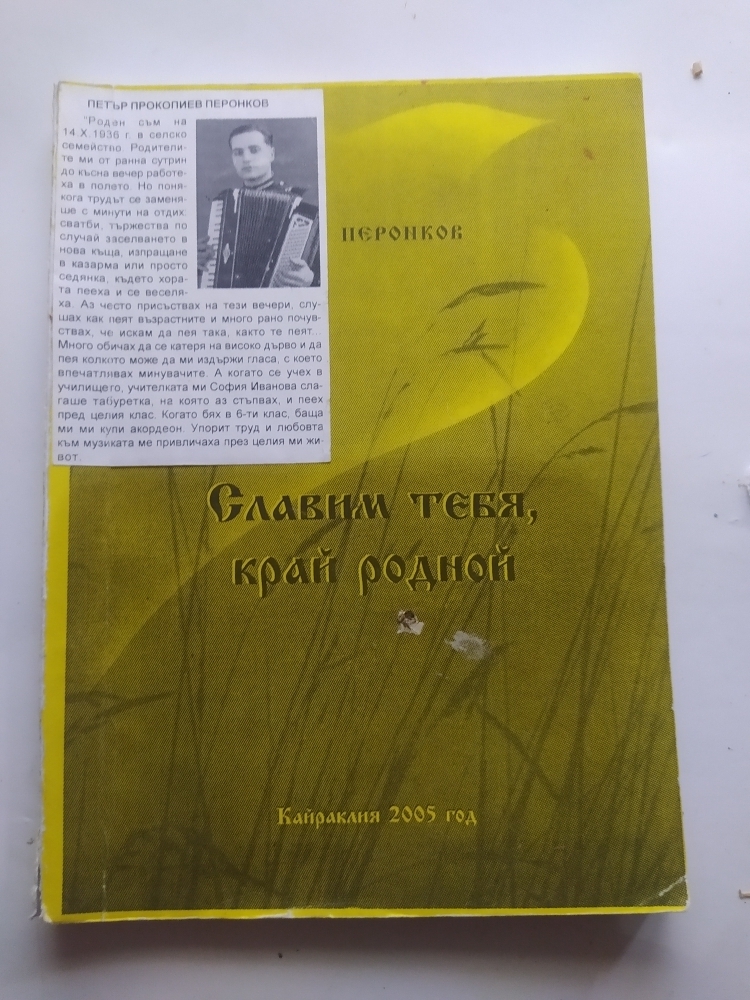 ПЕТЪР ПРОКОПИЕВ ПЕРОНКОВ
"Роден съм на
14.X.1936 г. в селско
семейство. Родители-
те ми от ранна сутрин
до късна вечер работе-
ха в полето. Но поня-
кога трудът се заменя-
ше с минути на отдих:
сватби, тържества по
случай заселването в
нова къща, изпращане
в казарма или просто
седянка, където хора-
та пееха и се веселя-
ха. Аз често присъствах на тези вечери, слу-
шах как пеят възрастните и много рано почув-
ствах, че искам да пея така, както те пеят...
Много обичах да се катеря на високо дърво и да
пея колкото може да ми издържи гласа, с което
впечатлявах минувачите. А когато се учех в
училището, учителката ми София Иванова сла-
гаше табуретка, на която аз стъпвах, и пеех
пред целия клас. Когато бях в 6-ти клас, баща
ми ми купи акордеон. Упорит труд и любовта
към музиката ме привличаха през целия ми жи-
вот.
ПЕРОНКОВ
Славим тебя,
край родной
Кайраклия 2005 год